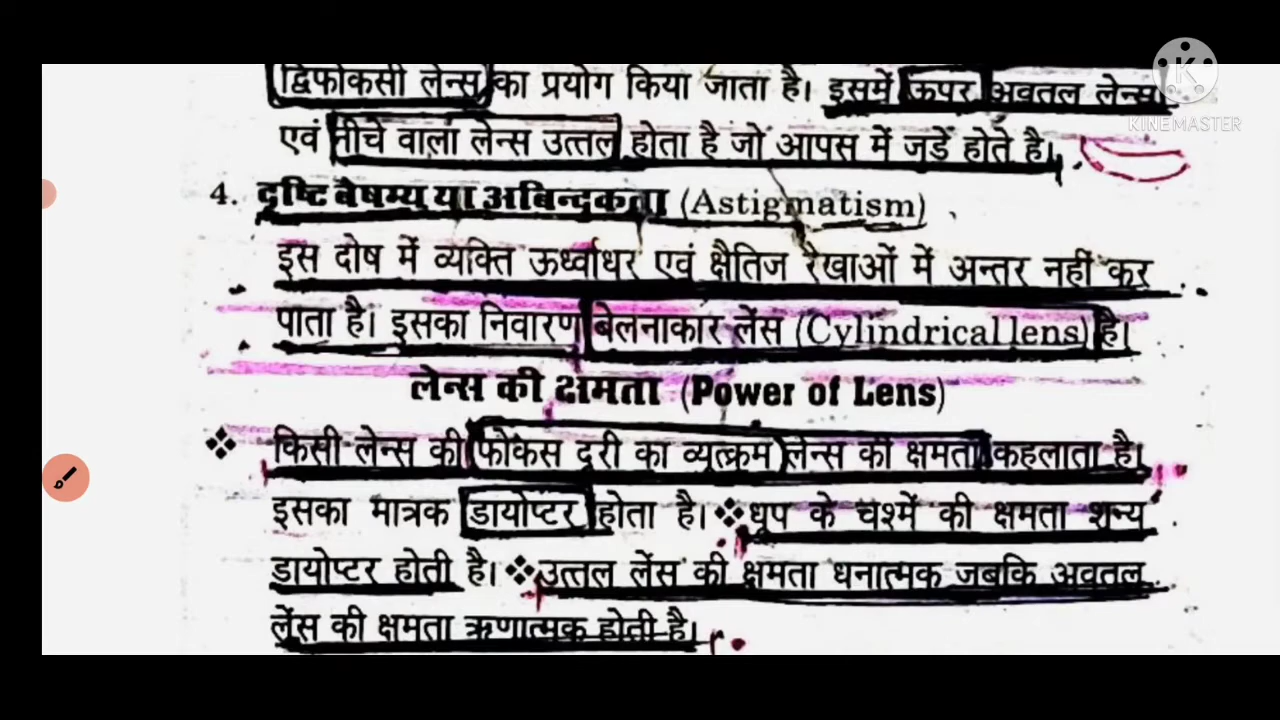 द्विफोकसी लेन्स का प्रयोग किया जाता है। इसमें ऊपर अवतल लेन्स
एवं नीचे वाला लेन्स उत्तल होता है जो आपस में जुड़े होते है।
4. दृष्टि वैषम्य या अबिन्दुकता (Astigmatism)
इस दोष में व्यक्ति ऊर्ध्वाधर एवं क्षैतिज रेखाओं में अन्तर नहीं कर
पाता है। इसका निवारण बेलनाकार लेंस (Cylindrical lens) है।
लेन्स की क्षमता (Power of Lens)
❖ किसी लेन्स की फोकस दूरी का व्युत्क्रम लेन्स की क्षमता कहलाता है।
इसका मात्रक डायोप्टर होता है। ❖ धूप के चश्में की क्षमता शून्य
डायोप्टर होती है। ❖ उत्तल लेंस की क्षमता धनात्मक जबकि अवतल
लेंस की क्षमता ऋणात्मक होती है।
K
KINEMASTER